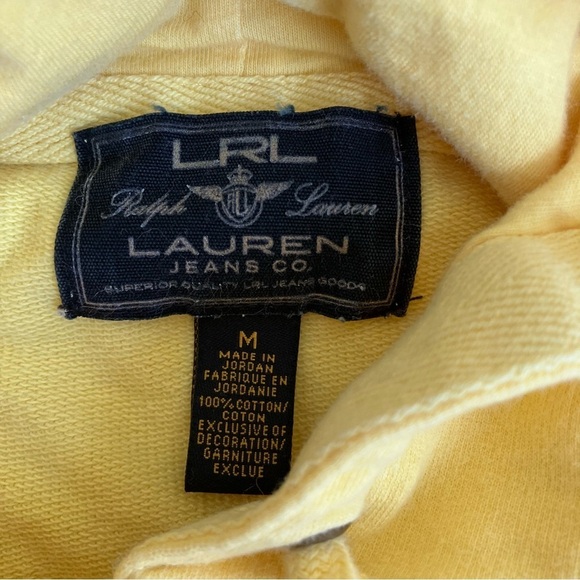 LRL
Ralph LRL Lauren
LAUREN
JEANS CO.
SUPERIOR QUALITY LRL JEANS GOODS
M
MADE IN
JORDAN
FABRIQUE EN
JORDANIE
100% COTTON/
COTON
EXCLUSIVE OF
DECORATION/
GARNITURE
EXCLUE